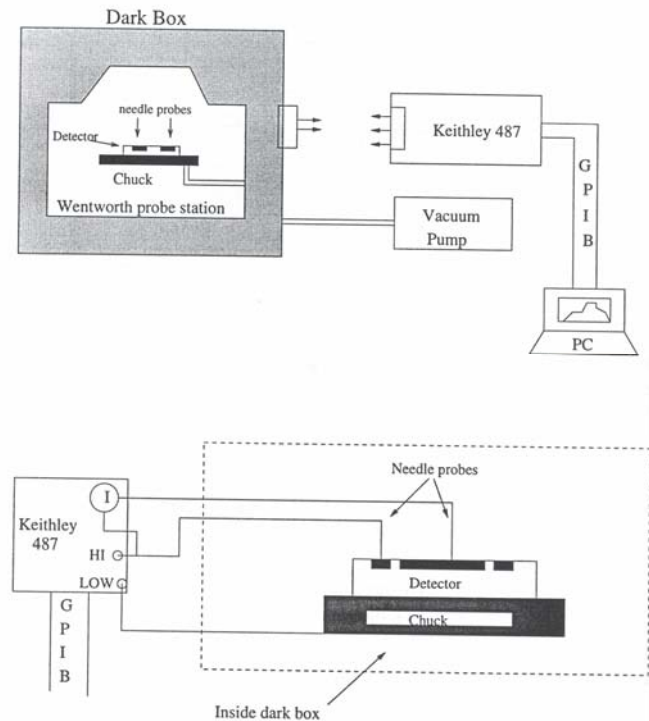 Dark Box
needle probes
Detector
Chuck
Wentworth probe station
Keithley 487
Vacuum
Pump
G
P
I
B
PC
Needle probes
I
Keithley
487
HI
LOW
Detector
Chuck
G
P
I
B
Inside dark box